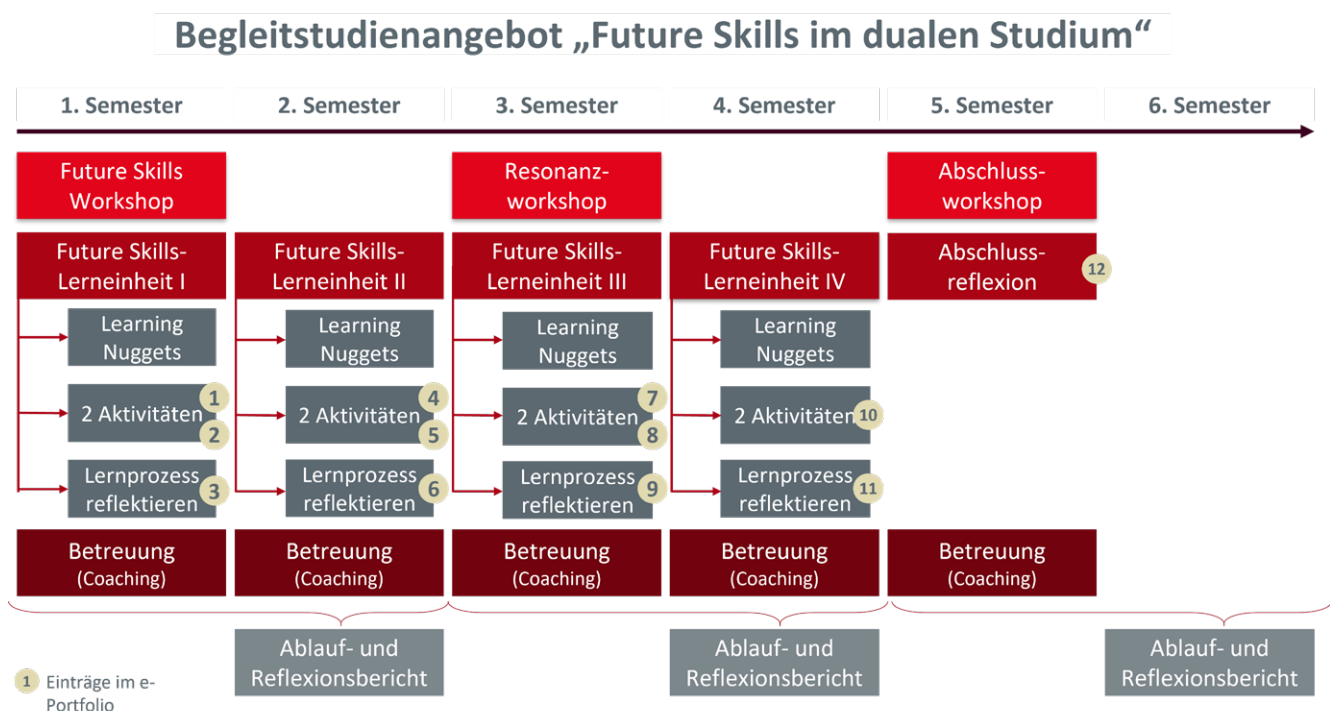 Begleitstudienangebot „Future Skills im dualen Studium“
1. Semester
2. Semester
3. Semester
4. Semester
5. Semester
6. Semester
Future Skills
Workshop
Resonanz-
workshop
Abschluss-
workshop
Future Skills-
Lerneinheit I
Future Skills-
Lerneinheit II
Future Skills-
Lerneinheit III
Future Skills-
Lerneinheit IV
Abschluss-
reflexion
12
Learning
Nuggets
Learning
Nuggets
Learning
Nuggets
Learning
Nuggets
2 Aktivitäten
1
2
2 Aktivitäten
4
5
2 Aktivitäten
7
8
2 Aktivitäten
10
Lernprozess
reflektieren
3
Lernprozess
reflektieren
6
Lernprozess
reflektieren
9
Lernprozess
reflektieren
11
Betreuung
(Coaching)
Betreuung
(Coaching)
Betreuung
(Coaching)
Betreuung
(Coaching)
Betreuung
(Coaching)
Ablauf- und
Reflexionsbericht
Ablauf- und
Reflexionsbericht
Ablauf- und
Reflexionsbericht
1 Einträge im e-
Portfolio